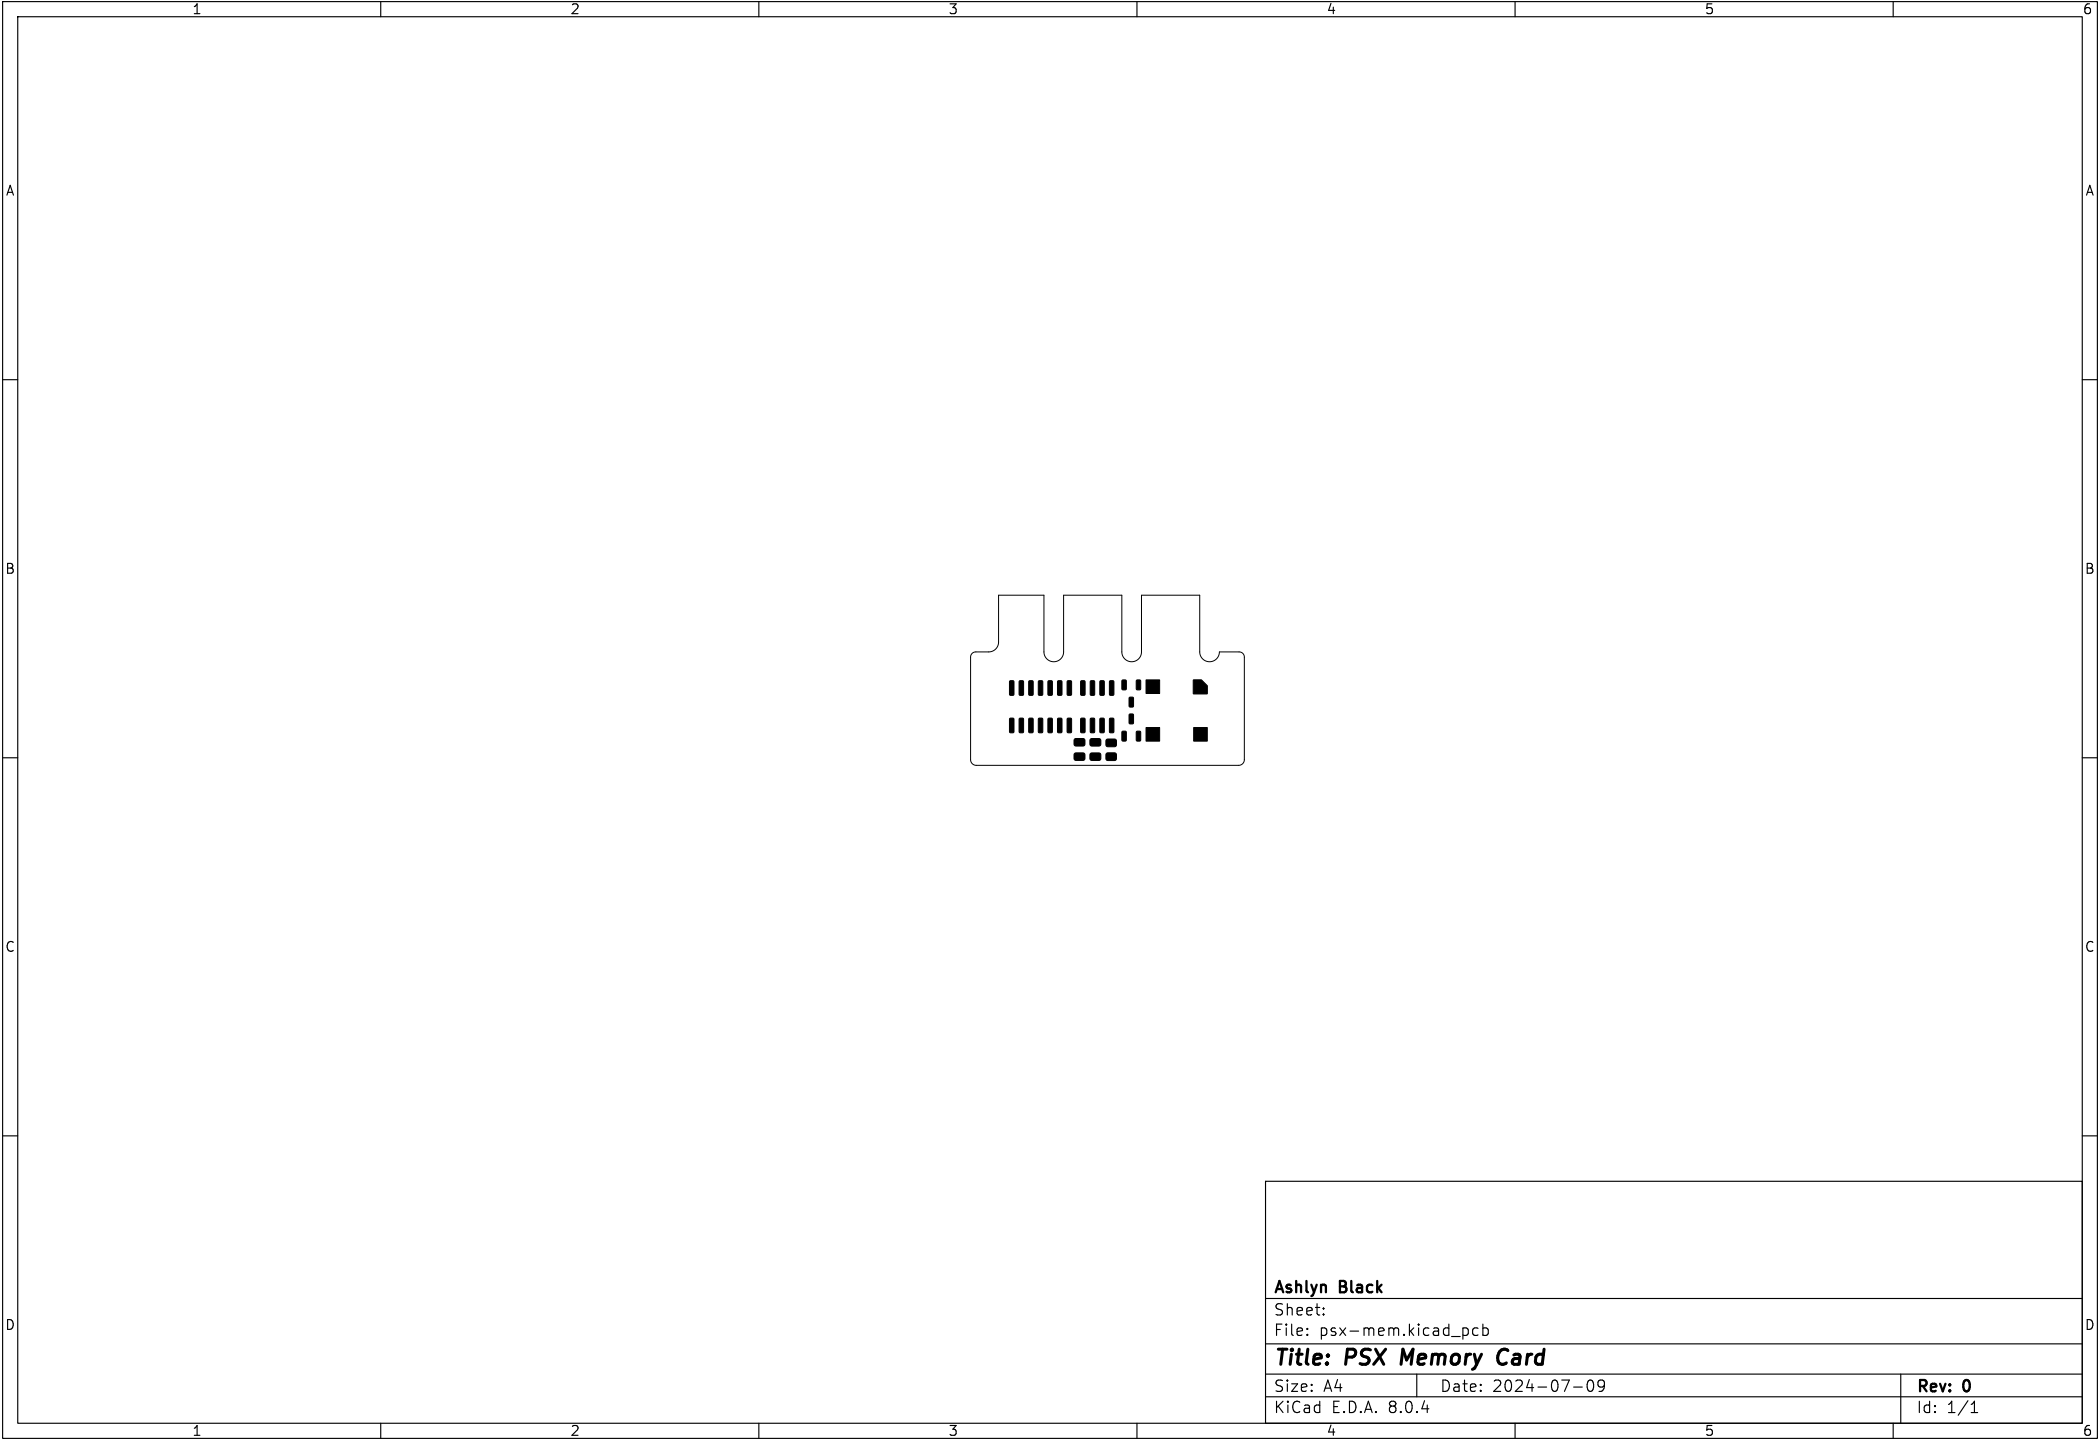 1 2 3 4 5 6
A A
B B
C C
D D
Ashlyn Black
Sheet:
File: psx-mem.kicad_pcb
Title: PSX Memory Card
Size: A4 Date: 2024-07-09 Rev: 0
KiCad E.D.A. 8.0.4 Id: 1/1
1 2 3 4 5 6